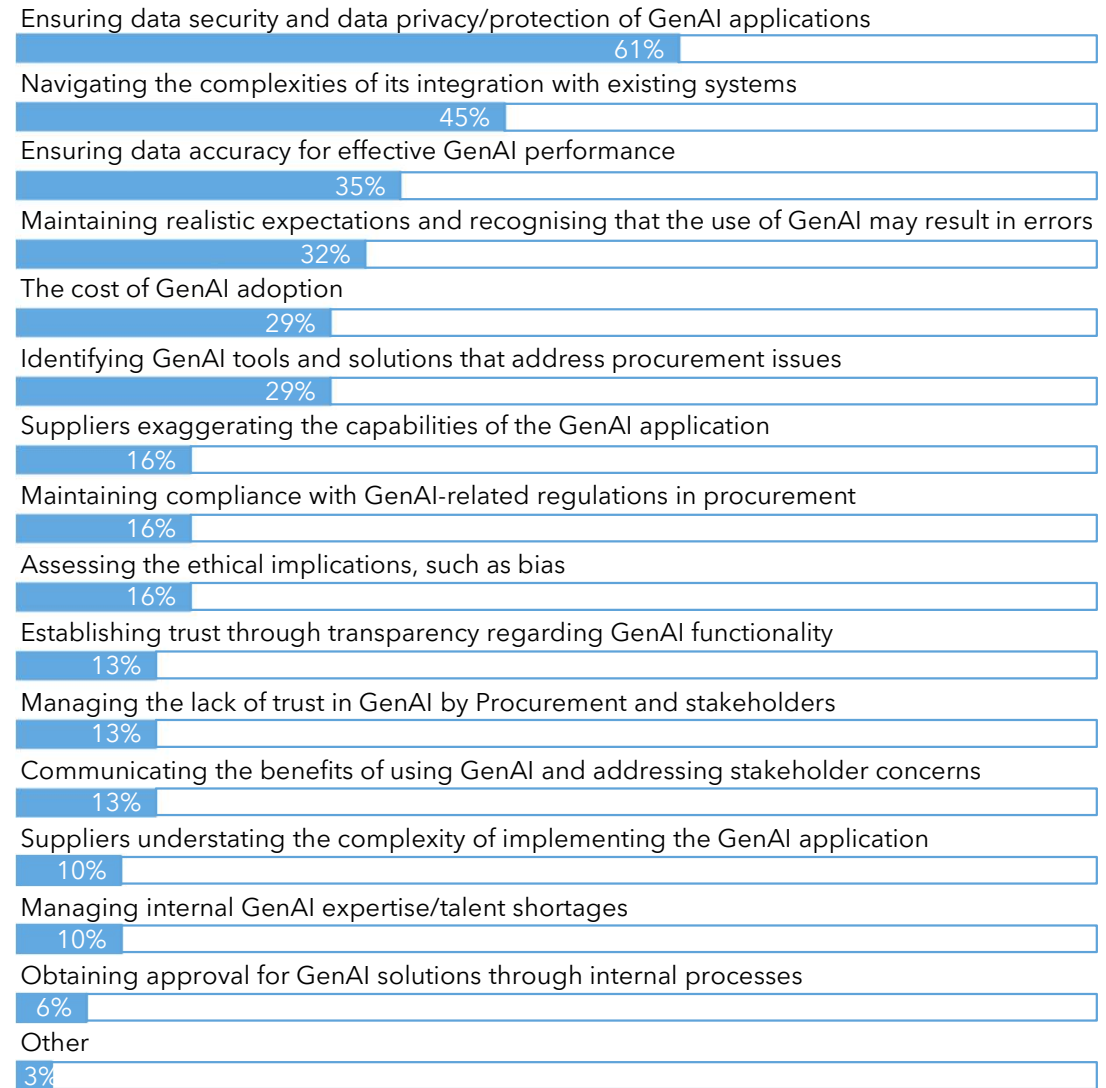 Ensuring data security and data privacy/protection of GenAI applications
61%
Navigating the complexities of its integration with existing systems
45%
Ensuring data accuracy for effective GenAI performance
35%
Maintaining realistic expectations and recognising that the use of GenAI may result in errors
32%
The cost of GenAI adoption
29%
Identifying GenAI tools and solutions that address procurement issues
29%
Suppliers exaggerating the capabilities of the GenAI application
16%
Maintaining compliance with GenAI-related regulations in procurement
16%
Assessing the ethical implications, such as bias
16%
Establishing trust through transparency regarding GenAI functionality
13%
Managing the lack of trust in GenAI by Procurement and stakeholders
13%
Communicating the benefits of using GenAI and addressing stakeholder concerns
13%
Suppliers understating the complexity of implementing the GenAI application
10%
Managing internal GenAI expertise/talent shortages
10%
Obtaining approval for GenAI solutions through internal processes
6%
Other
3%